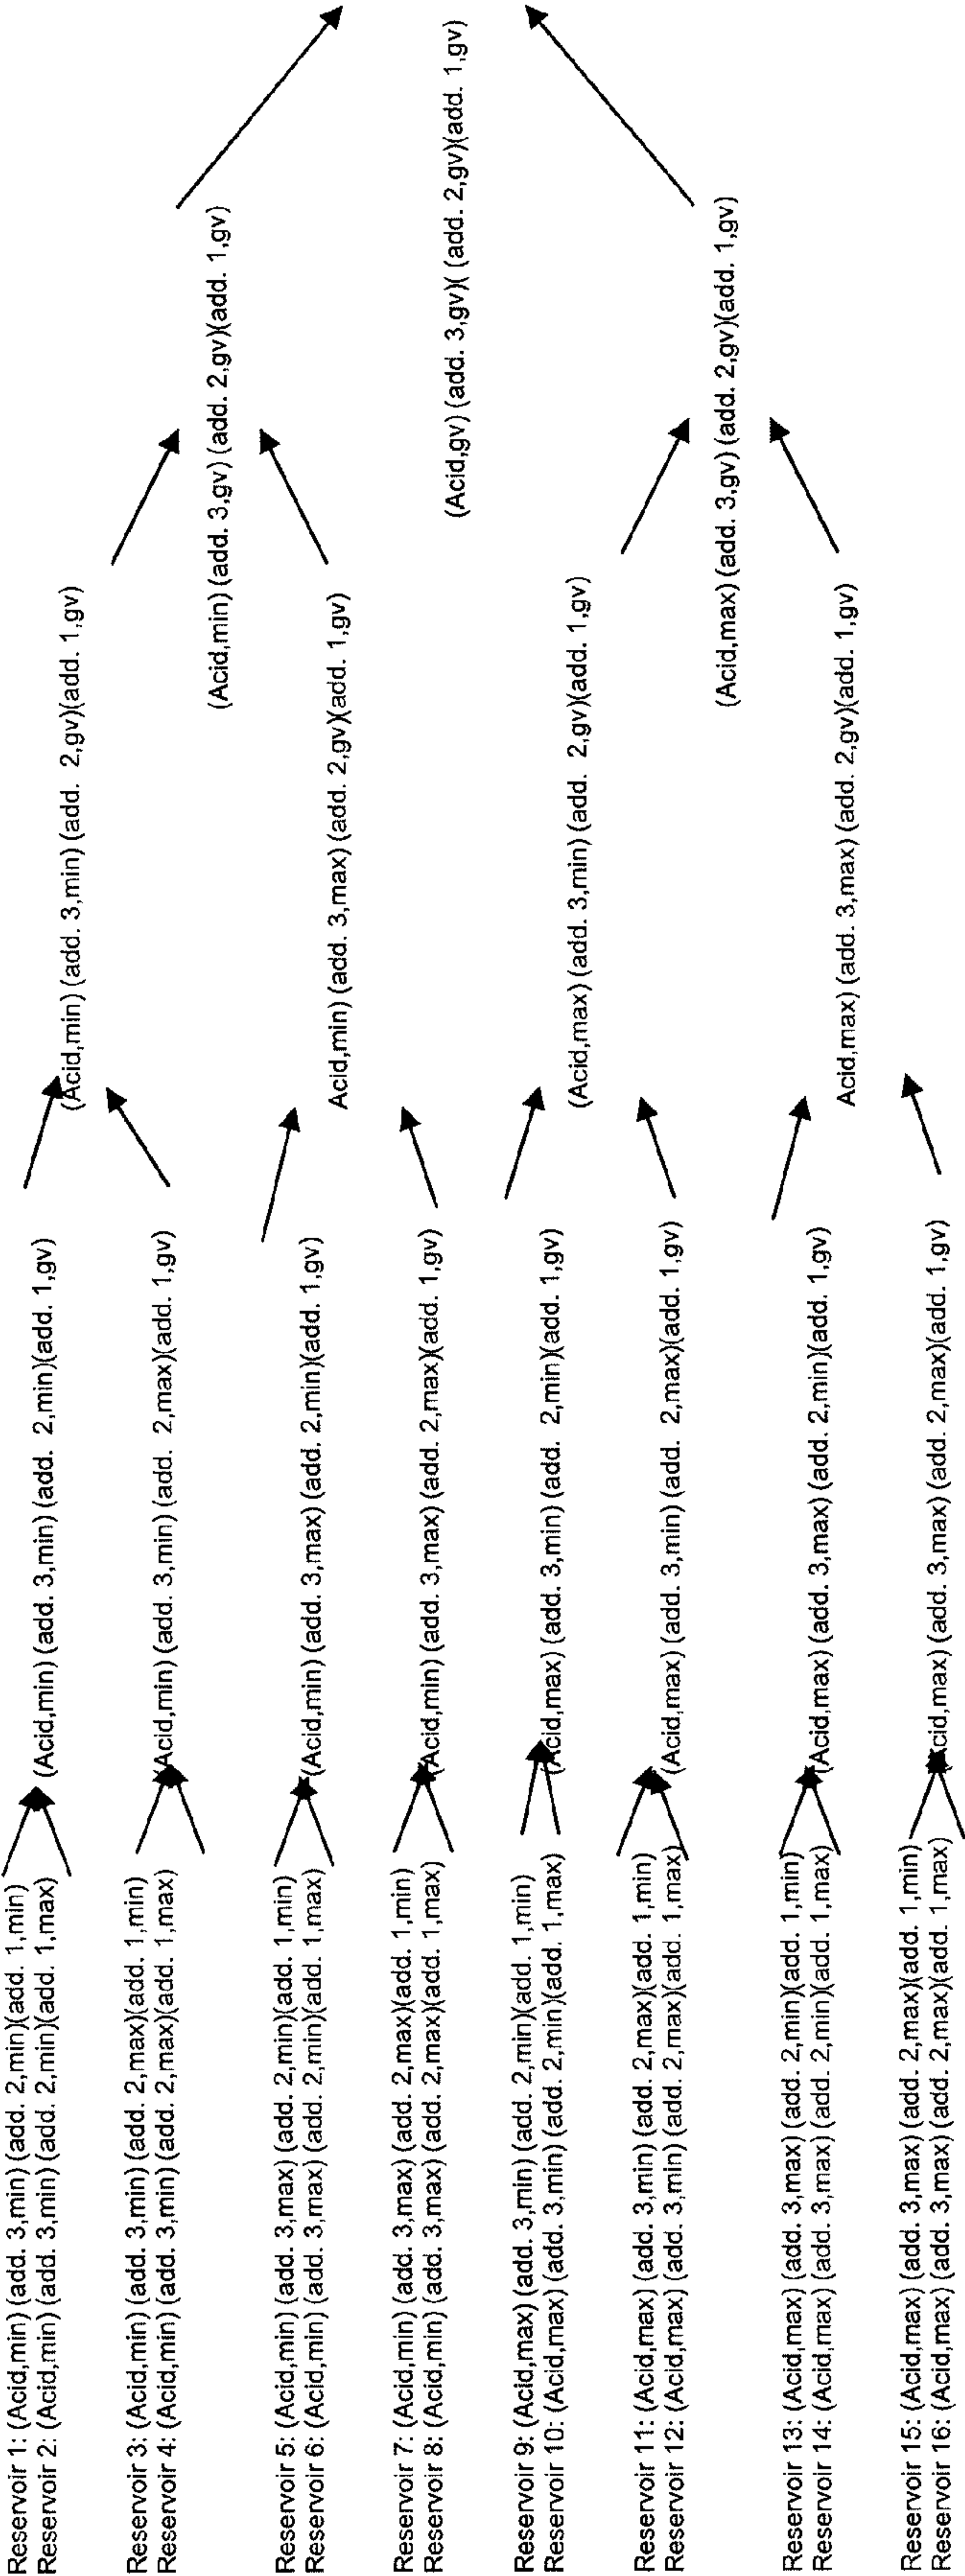 Reservoir 1: (Acid,min) (add. 3,min) (add. 2,min)(add. 1,min)
Reservoir 2: (Acid,min) (add. 3,min) (add. 2,min)(add. 1,max)
Reservoir 3: (Acid,min) (add. 3,min) (add. 2,max)(add. 1,min)
Reservoir 4: (Acid,min) (add. 3,min) (add. 2,max)(add. 1,max)
Reservoir 5: (Acid,min) (add. 3,max) (add. 2,min)(add. 1,min)
Reservoir 6: (Acid,min) (add. 3,max) (add. 2,min)(add. 1,max)
Reservoir 7: (Acid,min) (add. 3,max) (add. 2,max)(add. 1,min)
Reservoir 8: (Acid,min) (add. 3,max) (add. 2,max)(add. 1,max)
Reservoir 9: (Acid,max) (add. 3,min) (add. 2,min)(add. 1,min)
Reservoir 10: (Acid,max) (add. 3,min) (add. 2,min)(add. 1,max)
Reservoir 11: (Acid,max) (add. 3,min) (add. 2,max)(add. 1,min)
Reservoir 12: (Acid,max) (add. 3,min) (add. 2,max)(add. 1,max)
Reservoir 13: (Acid,max) (add. 3,max) (add. 2,min)(add. 1,min)
Reservoir 14: (Acid,max) (add. 3,max) (add. 2,min)(add. 1,max)
Reservoir 15: (Acid,max) (add. 3,max) (add. 2,max)(add. 1,min)
Reservoir 16: (Acid,max) (add. 3,max) (add. 2,max)(add. 1,max)
(Acid,min) (add. 3,min) (add. 2,min)(add. 1,gv)
(Acid,min) (add. 3,min) (add. 2,max)(add. 1,gv)
(Acid,min) (add. 3,max) (add. 2,min)(add. 1,gv)
(Acid,min) (add. 3,max) (add. 2,max)(add. 1,gv)
(Acid,max) (add. 3,min) (add. 2,min)(add. 1,gv)
(Acid,max) (add. 3,min) (add. 2,max)(add. 1,gv)
(Acid,max) (add. 3,max) (add. 2,min)(add. 1,gv)
(Acid,max) (add. 3,max) (add. 2,max)(add. 1,gv)
(Acid,min) (add. 3,min) (add. 2,gv)(add. 1,gv)
Acid,min) (add. 3,max) (add. 2,gv)(add. 1,gv)
(Acid,max) (add. 3,min) (add. 2,gv)(add. 1,gv)
Acid,max) (add. 3,max) (add. 2,gv)(add. 1,gv)
(Acid,min) (add. 3,gv) (add. 2,gv)(add. 1,gv)
(Acid,max) (add. 3,gv) (add. 2,gv)(add. 1,gv)
(Acid,gv) (add. 3,gv)( (add. 2,gv)(add. 1,gv)